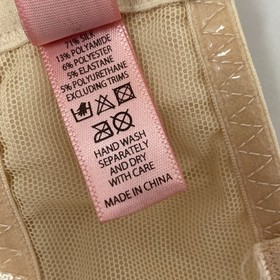 71% SILK
13% POLYAMIDE
6% POLYESTER
5% ELASTANE
5% POLYURETHANE
EXCLUDING TRIMS
HAND WASH
SEPARATELY
AND DRY
WITH CARE
MADE IN CHINA